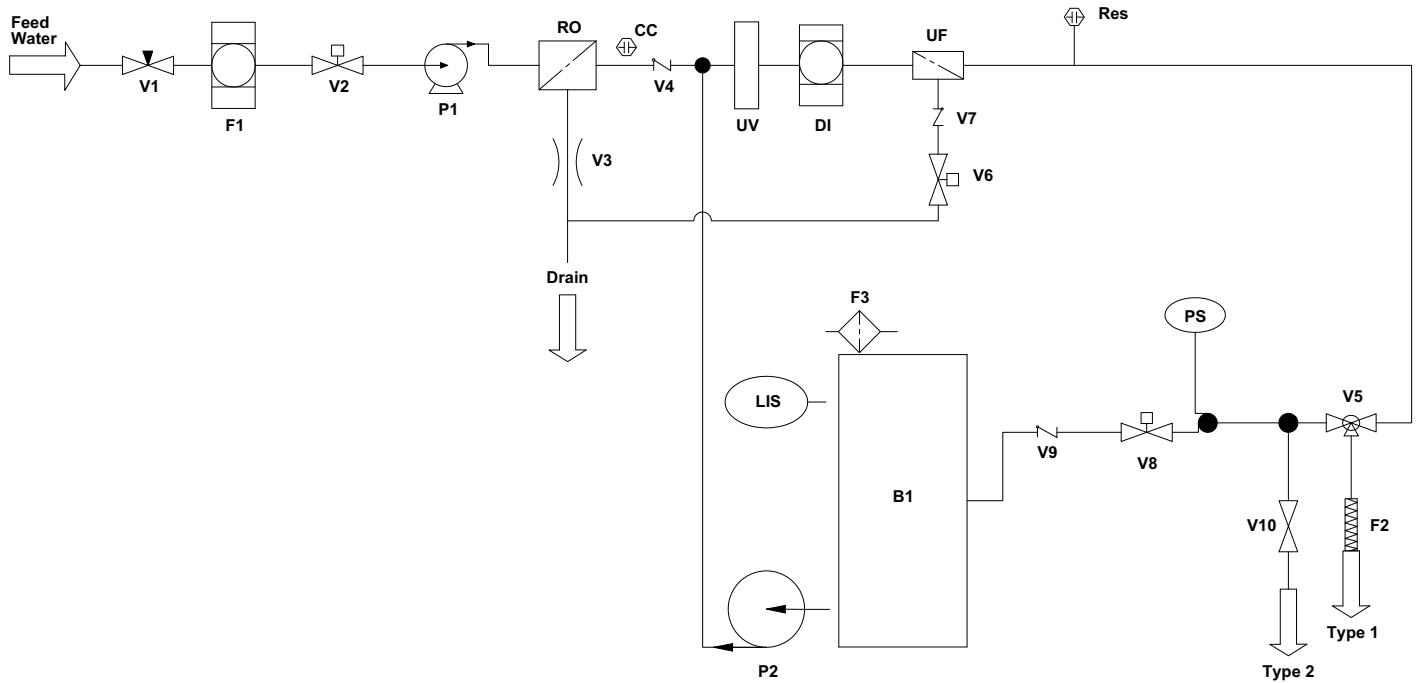 Feed
Water
V1
F1
V2
P1
RO
CC
V4
UV
DI
UF
Res
V3
V7
V6
Drain
F3
LIS
B1
P2
V9
V8
PS
V5
V10
F2
Type 1
Type 2